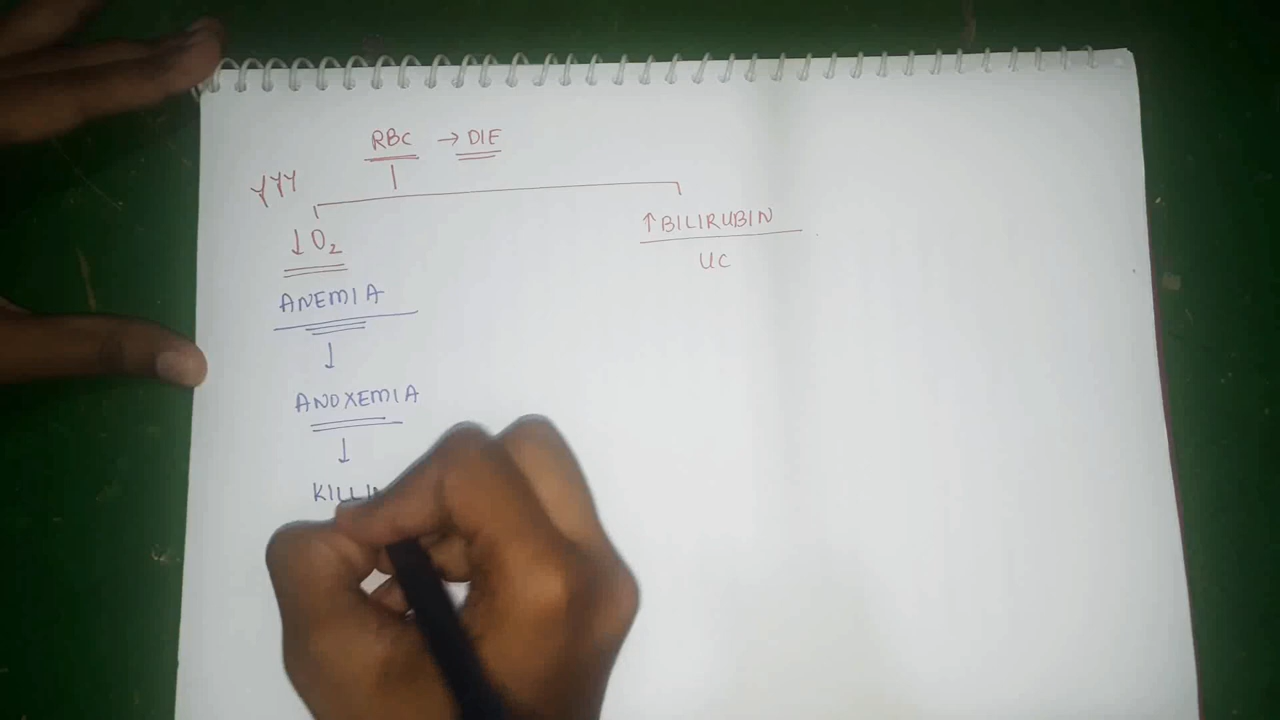 RBC → DIE
YYY
↓O₂
↑BILIRUBIN
UC
ANEMIA
↓
ANOXEMIA
↓